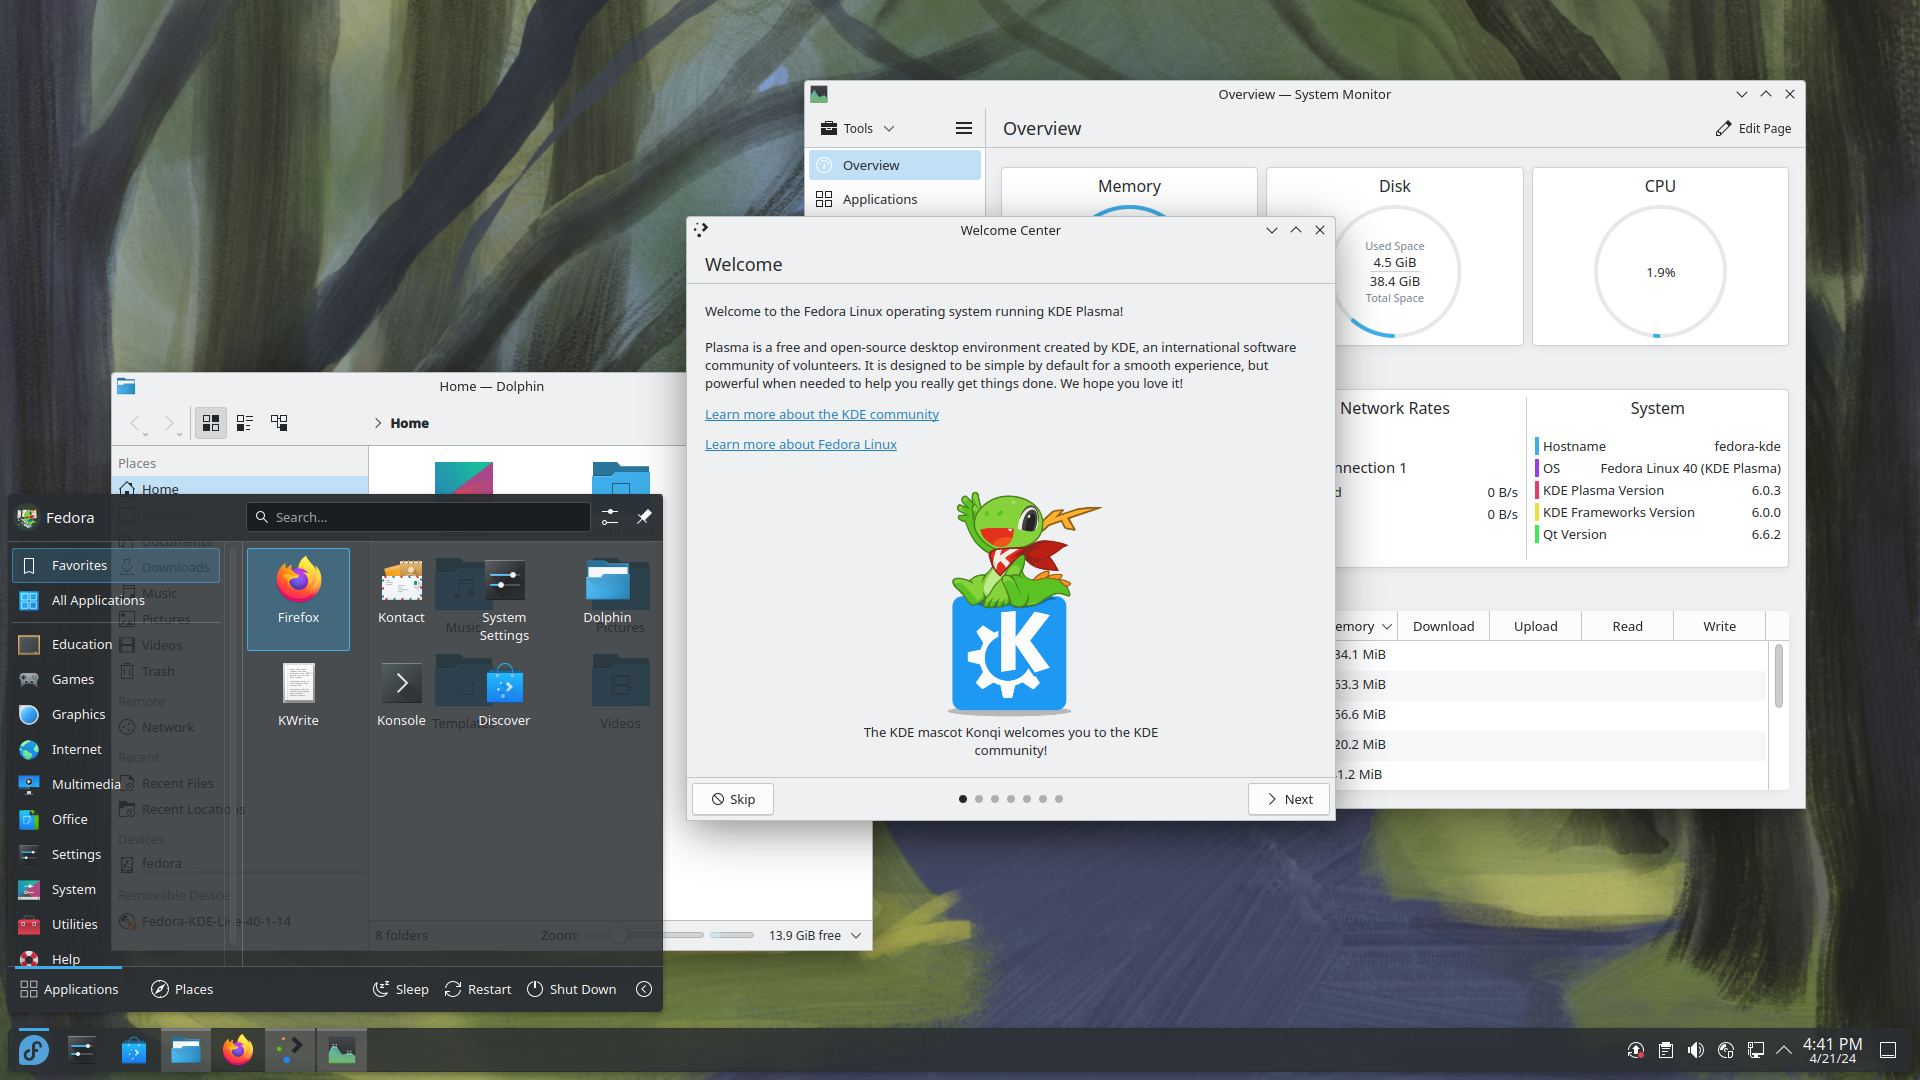 Overview — System Monitor
Tools
Overview
Edit Page
Overview
Applications
Memory
Disk
CPU
Used Space
4.5 GiB
38.4 GiB
Total Space
1.9%
Network Rates
System
Hostname fedora-kde
OS Fedora Linux 40 (KDE Plasma)
KDE Plasma Version 6.0.3
KDE Frameworks Version 6.0.0
Qt Version 6.6.2
nnection 1
d 0 B/s
0 B/s
emory Download Upload Read Write
34.1 MiB
63.3 MiB
56.6 MiB
20.2 MiB
1.2 MiB
Welcome Center
Welcome
Welcome to the Fedora Linux operating system running KDE Plasma!
Plasma is a free and open-source desktop environment created by KDE, an international software
community of volunteers. It is designed to be simple by default for a smooth experience, but
powerful when needed to help you really get things done. We hope you love it!
Learn more about the KDE community
Learn more about Fedora Linux
K
K
The KDE mascot Konqi welcomes you to the KDE
community!
Skip
Next
Home — Dolphin
Home
Places
Home
Desktop
Documents
Downloads
Music
Pictures
Videos
Trash
Remote
Network
Recent
Recent Files
Recent Locations
Devices
fedora
Removable Device
Fedora-KDE-Live-40-1-14
Desktop
Documents
Music
Pictures
Templa
Videos
8 folders
Zoom:
13.9 GiB free
Fedora
Search...
Favorites
All Applications
Education
Games
Graphics
Internet
Multimedia
Office
Settings
System
Utilities
Help
Firefox
Kontact
System
Settings
Dolphin
KWrite
Konsole
Discover
Applications
Places
Sleep
Restart
Shut Down
4:41 PM
4/21/24